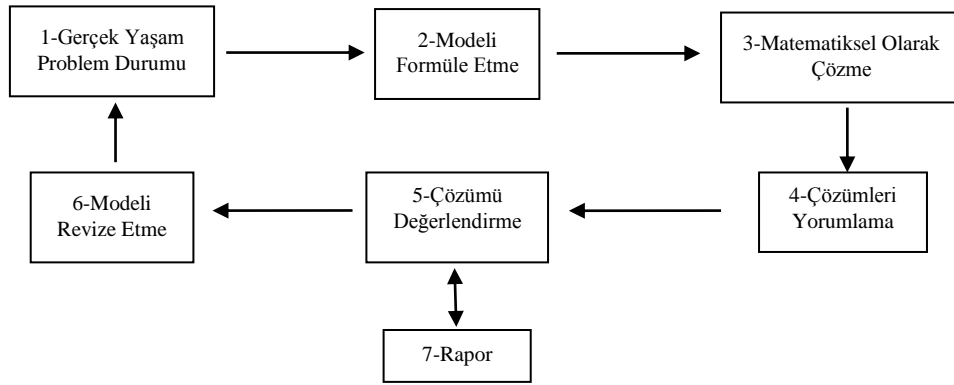 1-Gerçek Yaşam
Problem Durumu
2-Modeli
Formüle Etme
3-Matematiksel Olarak
Çözme
4-Çözümleri
Yorumlama
5-Çözümü
Değerlendirme
6-Modeli
Revize Etme
7-Rapor